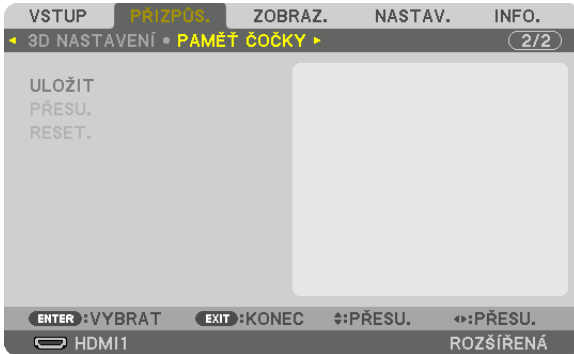 VSTUP PŘIZPŮS. ZOBRAZ. NASTAV. INFO.
3D NASTAVENÍ • PAMĚŤ ČOČKY 2/2
ULOŽIT
PŘESU.
RESET.
ENTER :VYBRAT EXIT :KONEC :PŘESU. :PŘESU.
HDMI1 ROZŠÍŘENÁ